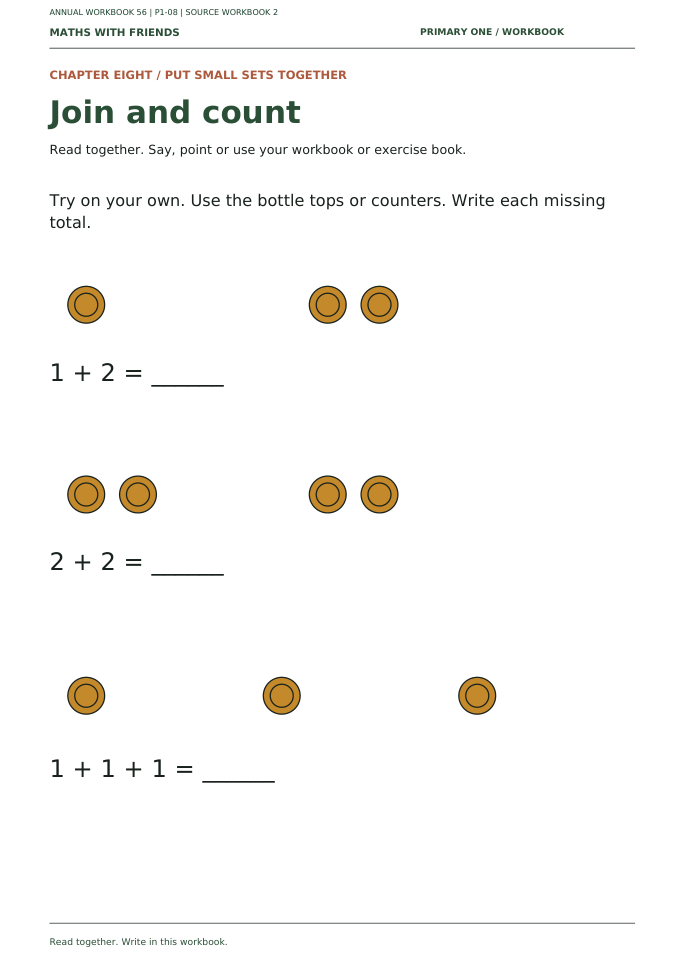 ANNUAL WORKBOOK 56 | P1-08 | SOURCE WORKBOOK 2
MATHS WITH FRIENDS
PRIMARY ONE / WORKBOOK
CHAPTER EIGHT / PUT SMALL SETS TOGETHER
Join and count
Read together. Say, point or use your workbook or exercise book.
Try on your own. Use the bottle tops or counters. Write each missing
total.
1 + 2 = ______
2 + 2 = ______
1 + 1 + 1 = ______
Read together. Write in this workbook.